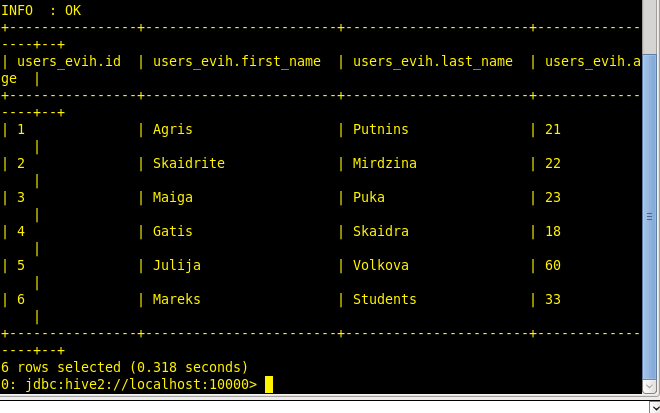 INFO  : OK
+----------------+------------------------+-----------------------+-------------
----+--+
| users_evih.id  | users_evih.first_name  | users_evih.last_name  | users_evih.a
ge  |
+----------------+------------------------+-----------------------+-------------
----+--+
| 1              | Agris                  | Putnins               | 21
    |
| 2              | Skaidrite              | Mirdzina              | 22
    |
| 3              | Maiga                  | Puka                  | 23
    |
| 4              | Gatis                  | Skaidra               | 18
    |
| 5              | Julija                 | Volkova               | 60
    |
| 6              | Mareks                 | Students              | 33
    |
+----------------+------------------------+-----------------------+-------------
----+--+
6 rows selected (0.318 seconds)
0: jdbc:hive2://localhost:10000>